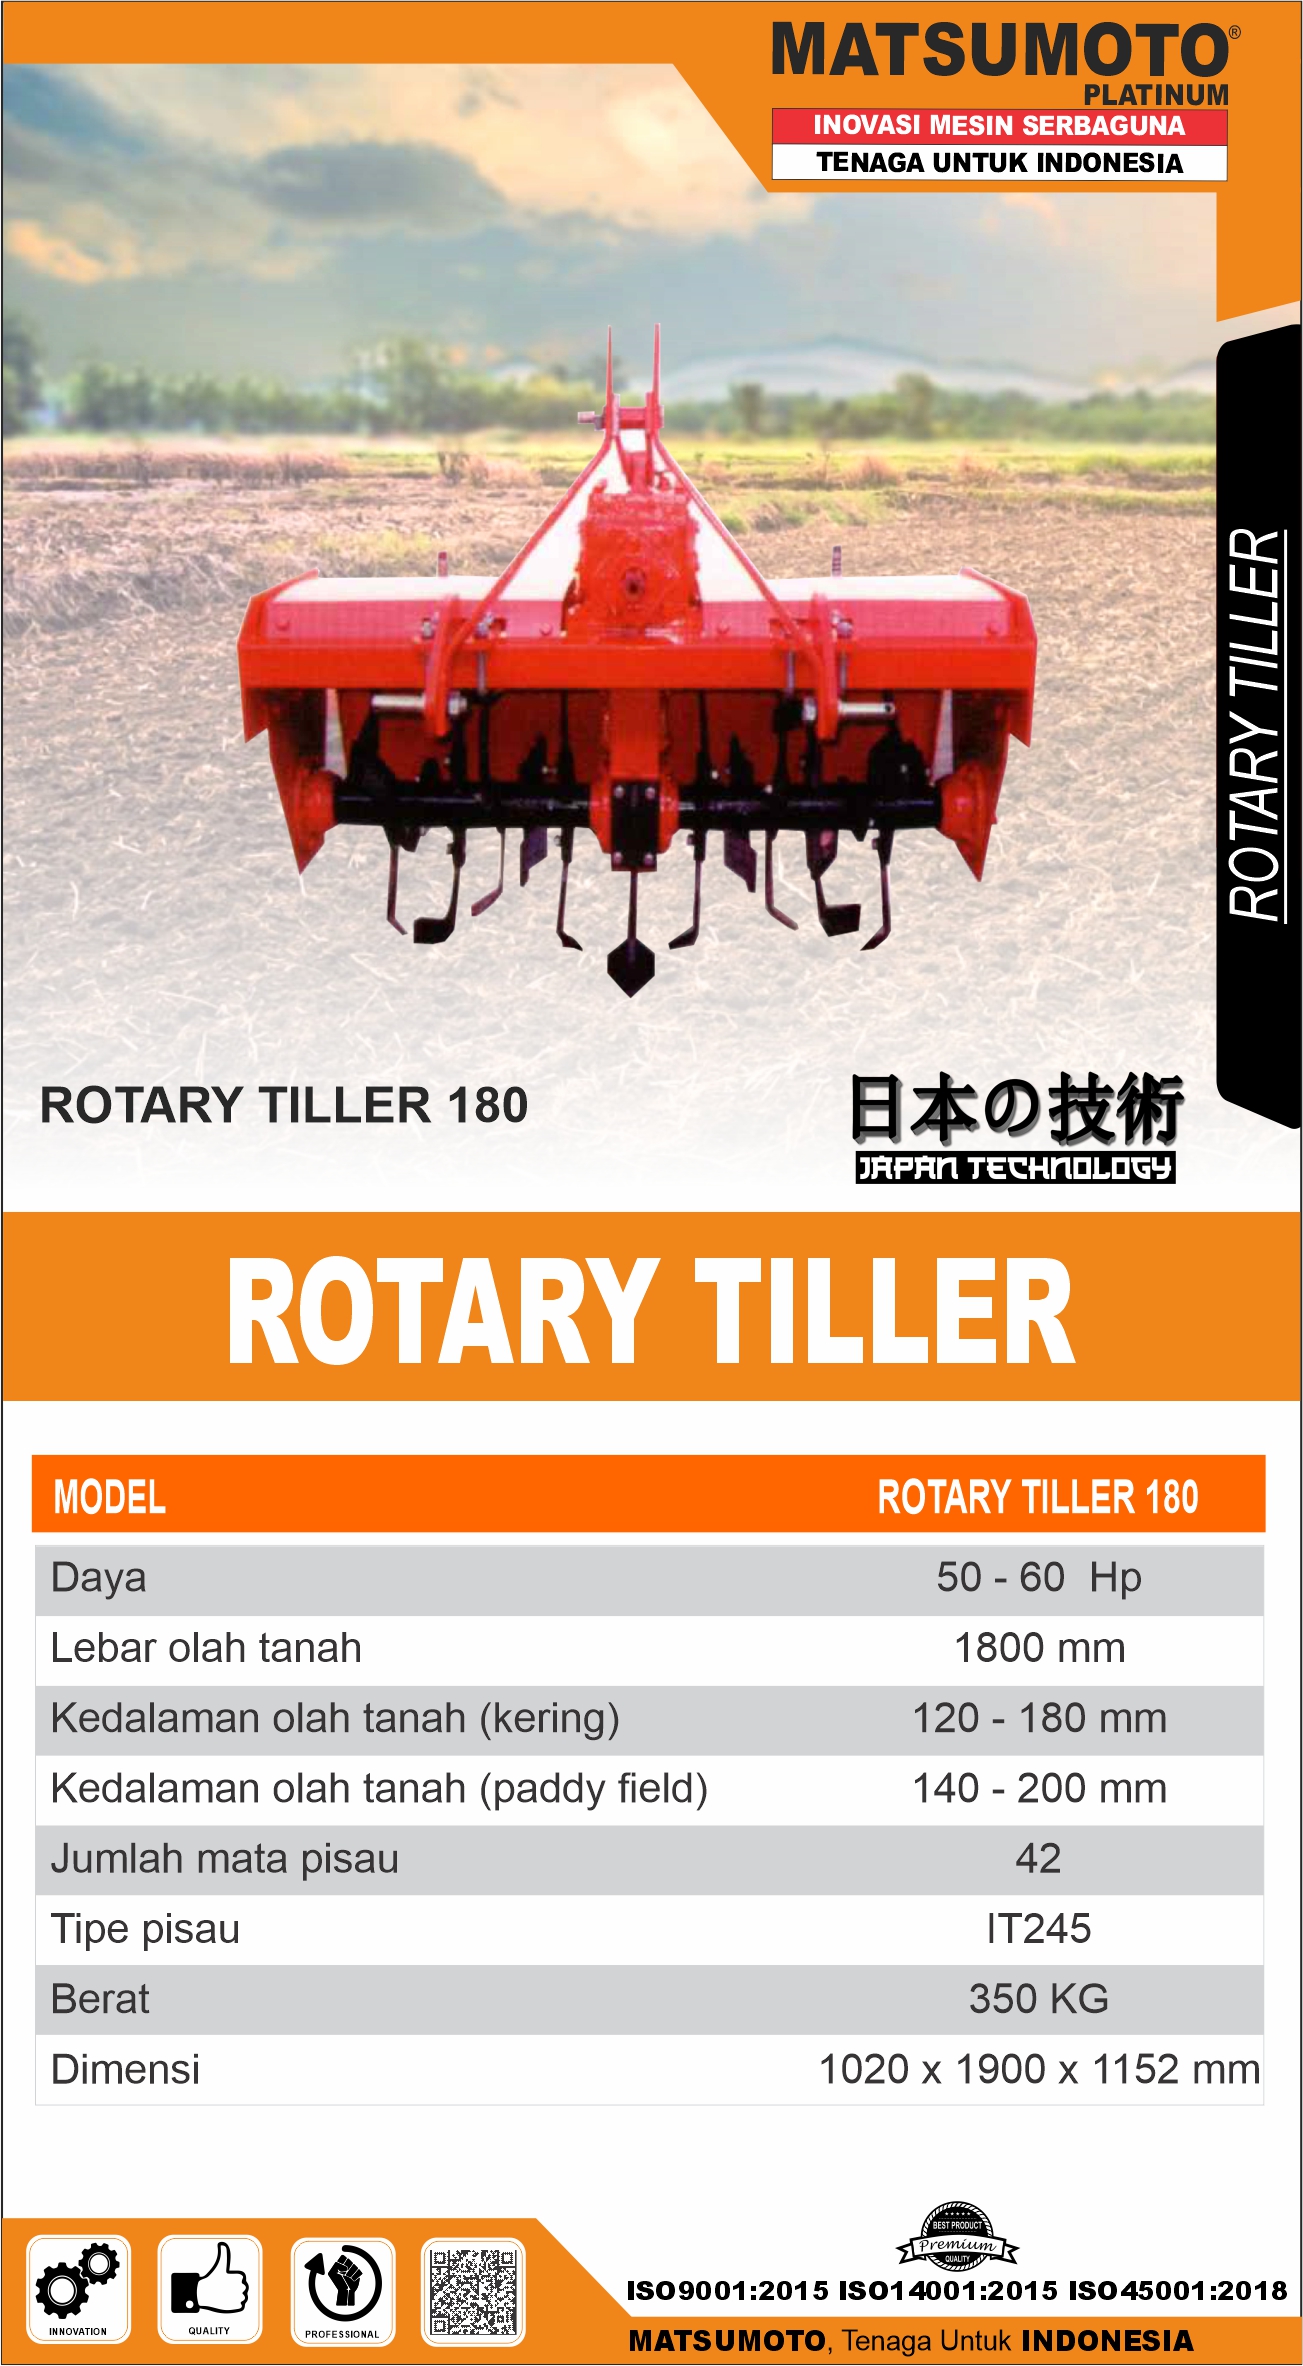 MATSUMOTO®
PLATINUM
INOVASI MESIN SERBAGUNA
TENAGA UNTUK INDONESIA
ROTARY TILLER
ROTARY TILLER 180
日本の技術
JAPAN TECHNOLOGY
ROTARY TILLER
MODEL ROTARY TILLER 180
Daya 50 - 60 Hp
Lebar olah tanah 1800 mm
Kedalaman olah tanah (kering) 120 - 180 mm
Kedalaman olah tanah (paddy field) 140 - 200 mm
Jumlah mata pisau 42
Tipe pisau IT245
Berat 350 KG
Dimensi 1020 x 1900 x 1152 mm
BEST PRODUCT
Premium
QUALITY
ISO9001:2015 ISO14001:2015 ISO45001:2018
INNOVATION
QUALITY
PROFESSIONAL
MATSUMOTO, Tenaga Untuk INDONESIA